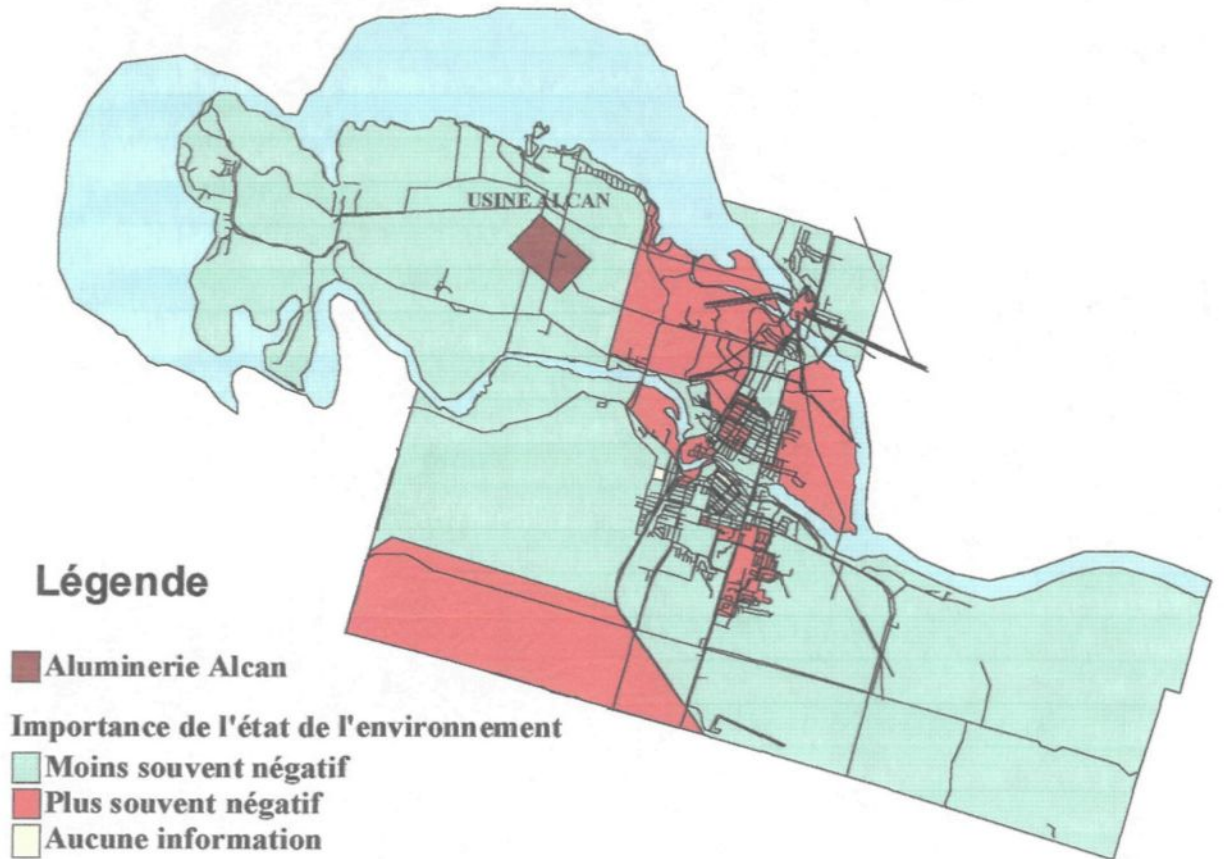 USINE ALCAN
Légende
Aluminerie Alcan
Importance de l'état de l'environnement
Moins souvent négatif
Plus souvent négatif
Aucune information